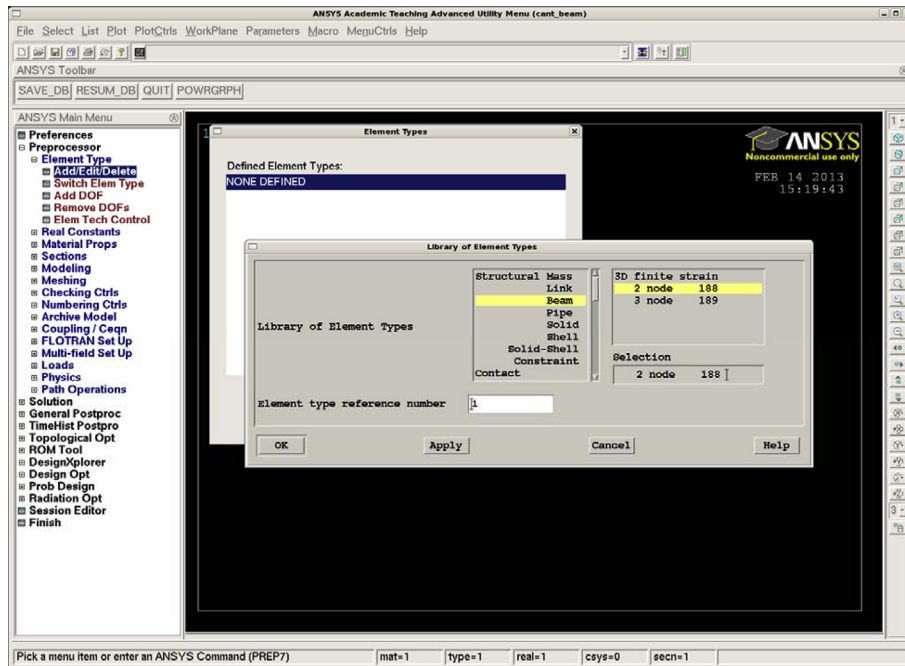 ANSYS Academic Teaching Advanced Utility Menu (cant_beam)
File Select List Plot PlotCtrls WorkPlane Parameters Macro MenuCtrls Help
ANSYS Toolbar
SAVE_DB RESUM_DB QUIT POWRGRPH
ANSYS Main Menu
Preferences
Preprocessor
Element Type
Add/Edit/Delete
Switch Elem Type
Add DOF
Remove DOFs
Elem Tech Control
Real Constants
Material Props
Sections
Modeling
Meshing
Checking Ctrls
Numbering Ctrls
Archive Model
Coupling / Ceqn
FLOTRAN Set Up
Multi-field Set Up
Loads
Physics
Path Operations
Solution
General Postproc
TimeHist Postpro
Topological Opt
ROM Tool
DesignXplorer
Design Opt
Prob Design
Radiation Opt
Session Editor
Finish
1
Element Types
Defined Element Types:
NONE DEFINED
ANSYS
Noncommercial use only
FEB 14 2013
15:19:43
Library of Element Types
Library of Element Types
Structural Mass
Link
Beam
Pipe
Solid
Shell
Solid-Shell
Constraint
Contact
3D finite strain
2 node 188
3 node 189
Selection
2 node 188
Element type reference number
1
OK Apply Cancel Help
1
3
Pick a menu item or enter an ANSYS Command (PREP7) mat=1 type=1 real=1 csys=0 secn=1